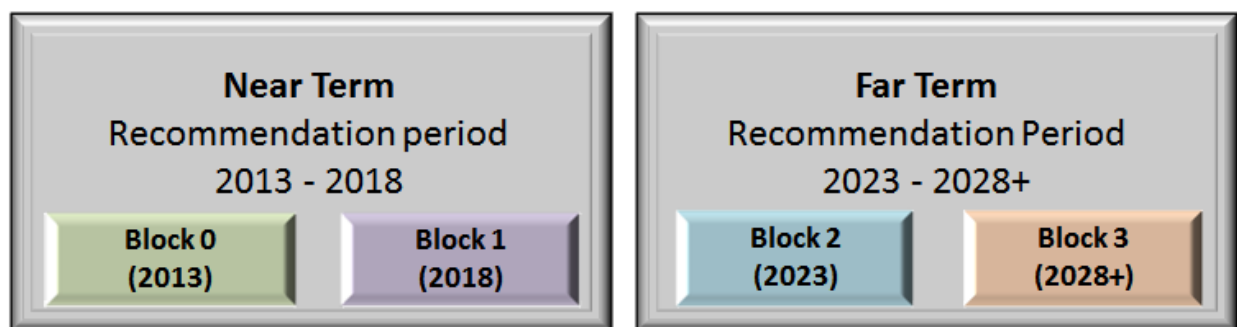 Near Term
Recommendation period
2013 - 2018
Block 0
(2013)
Block 1
(2018)
Far Term
Recommendation Period
2023 - 2028+
Block 2
(2023)
Block 3
(2028+)